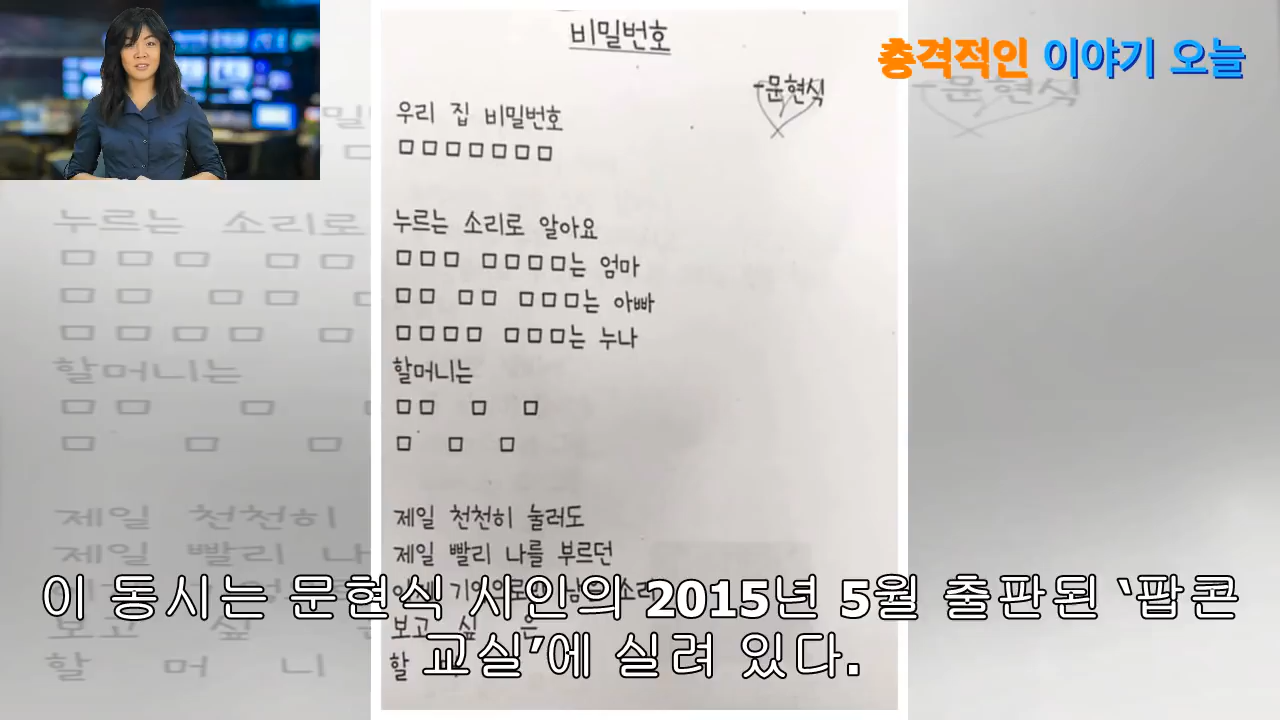 충격적인 이야기 오늘
비밀번호
-문현식
우리 집 비밀번호
□□□□□□□
누르는 소리로 알아요
□□□ □□□□는 엄마
□□ □□ □□□는 아빠
□□□□ □□□는 누나
할머니는
□□ □ □
□ □ □
제일 천천히 눌러도
제일 빨리 나를 부르던
보고 싶 은
할
이 동시는 문현식 시인의 2015년 5월 출판된 ‘팝콘
교실’에 실려 있다.